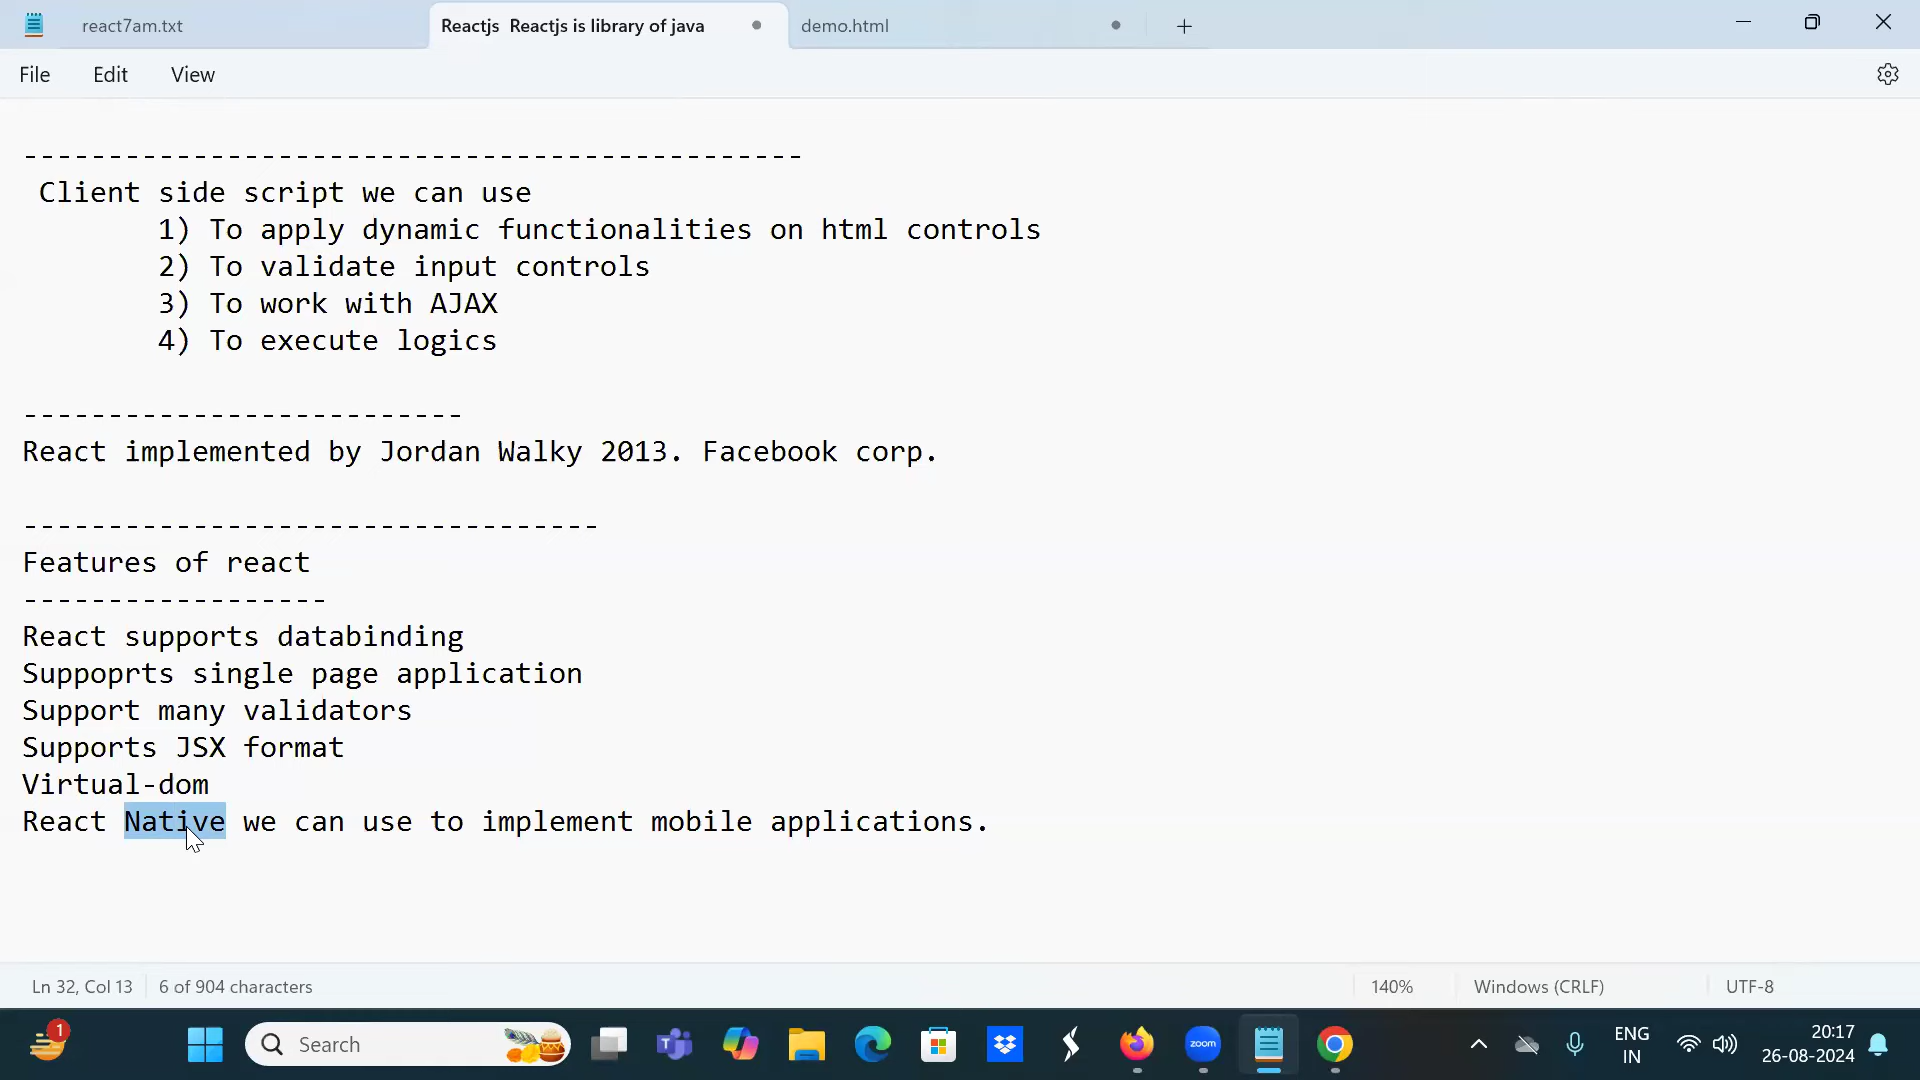 react7am.txt
Reactjs  Reactjs is library of java
demo.html
File
Edit
View
----------------------------------------------
Client side script we can use
1) To apply dynamic functionalities on html controls
2) To validate input controls
3) To work with AJAX
4) To execute logics
--------------------------
React implemented by Jordan Walky 2013. Facebook corp.
----------------------------------
Features of react
------------------
React supports databinding
Suppoprts single page application
Support many validators
Supports JSX format
Virtual-dom
React Native we can use to implement mobile applications.
Ln 32, Col 13
6 of 904 characters
140%
Windows (CRLF)
UTF-8
1
Search
zoom
ENG
IN
20:17
26-08-2024